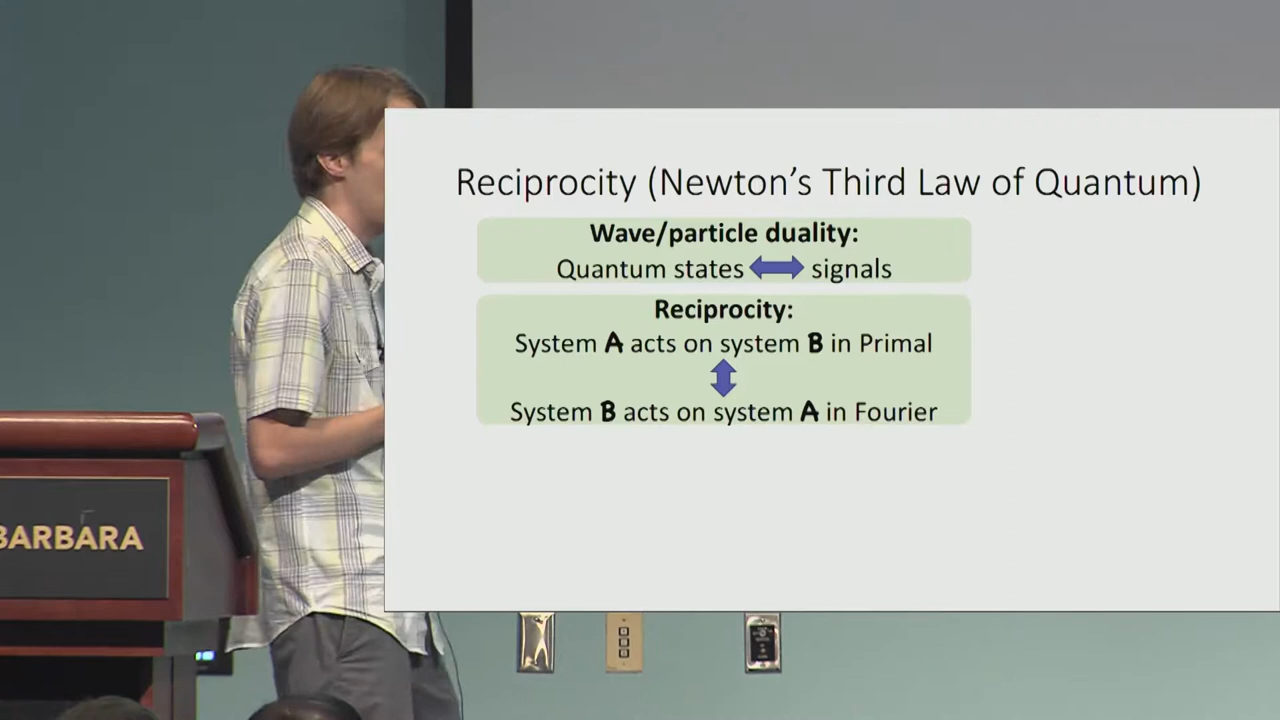 Reciprocity (Newton's Third Law of Quantum)
Wave/particle duality:
Quantum states signals
Reciprocity:
System A acts on system B in Primal
System B acts on system A in Fourier
BARBARA